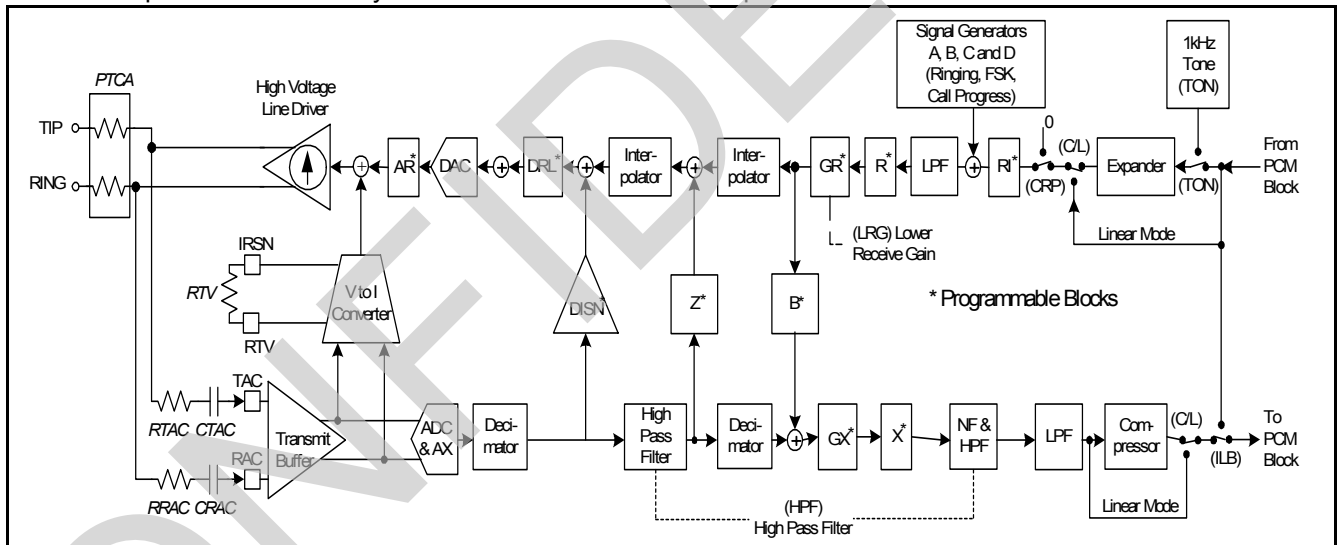 Signal Generators
A, B, C and D
(Ringing, FSK,
Call Progress)
1kHz
Tone
(TON)
PTCA
High Voltage
Line Driver
TIP
RING
AR*
DAC
DRL*
Inter-
polator
Inter-
polator
GR*
R*
LPF
RI*
0
(C/L)
(CRP)
Expander
(TON)
From
PCM
Block
(LRG) Lower
Receive Gain
Linear Mode
IRSN
RTV
RTV
V to I
Converter
DISN*
Z*
B*
* Programmable Blocks
TAC
RTAC CTAC
Transmit
Buffer
RAC
RRAC CRAC
ADC
& AX
Deci-
mator
High
Pass
Filter
Deci-
mator
GX*
X*
NF &
HPF
LPF
Com-
pressor
(C/L)
(ILB)
To
PCM
Block
Linear Mode
(HPF)
High Pass Filter